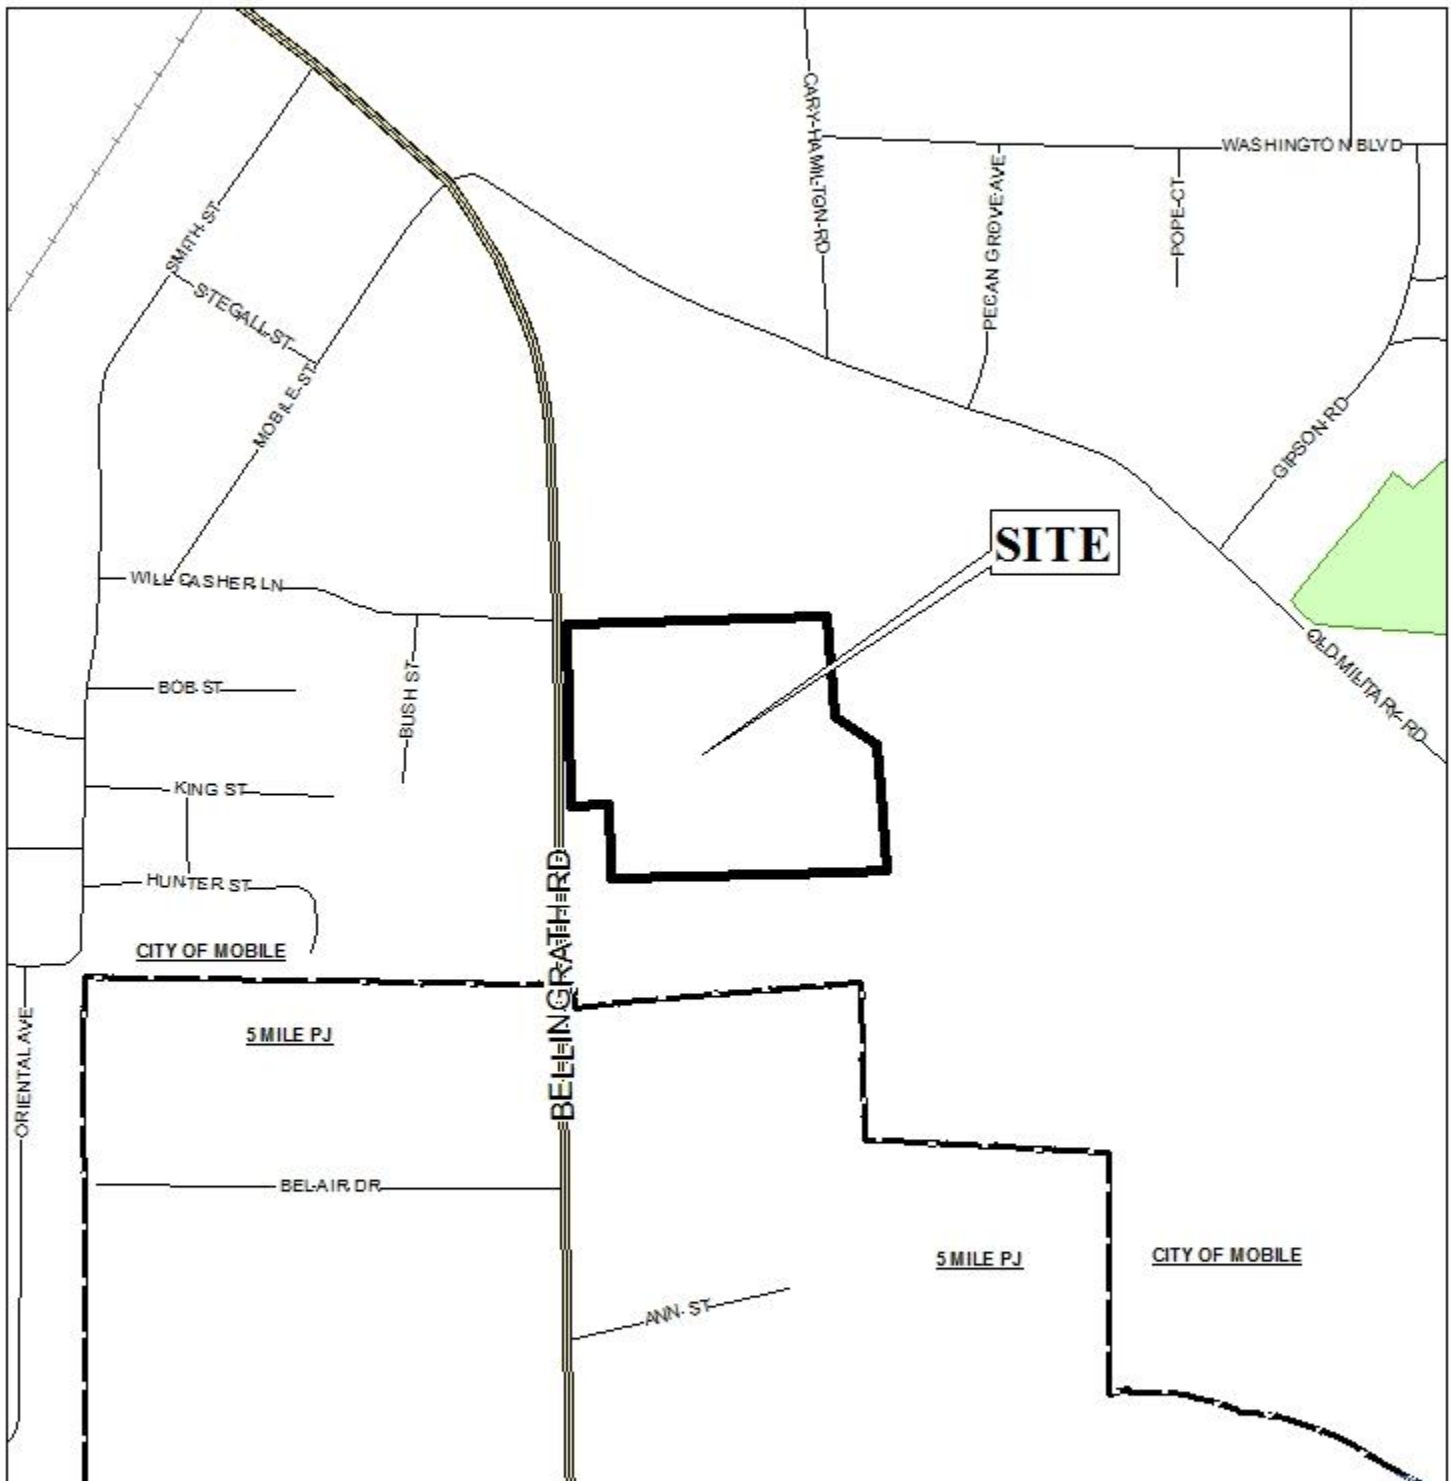 CARY HAMILTON RD
WASHINGTON BLVD
PECAN GROVE AVE
POPE CT
SMITH ST
STEGALL ST
MOBILE ST
GIPSON RD
SITE
WILL CASHER LN
BOB ST
BUSH ST
OLD MILITARY RD
KING ST
HUNTER ST
CITY OF MOBILE
BELLINGRATH RD
5 MILE PJ
ORIENTAL AVE
BEL AIR DR
5 MILE PJ
CITY OF MOBILE
ANN ST